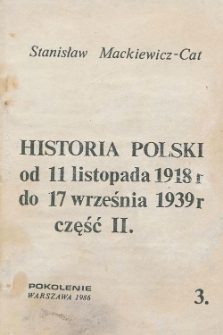 Stanisław Mackiewicz-Cat
HISTORIA POLSKI
od 11 listopada 1918 r
do 17 września 1939 r
część II.
POKOLENIE
WARSZAWA 1986
3.